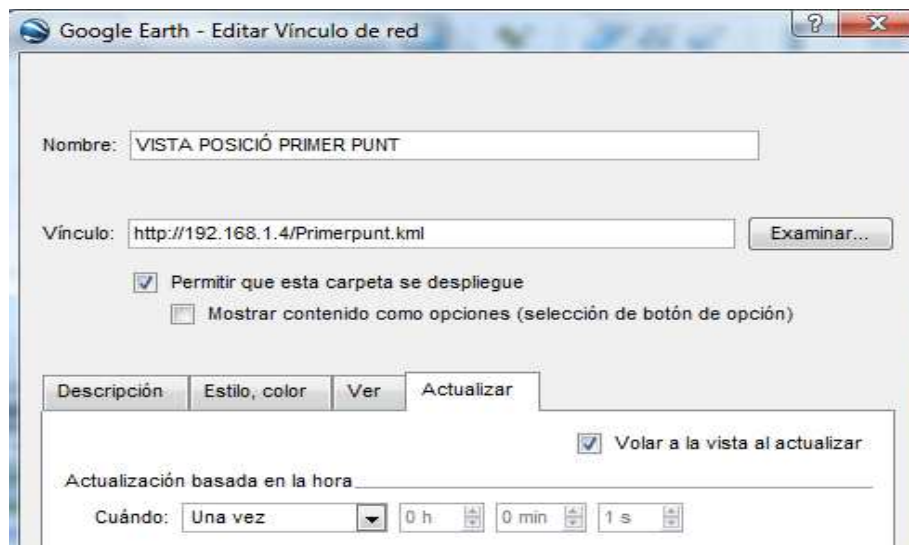 Google Earth - Editar Vínculo de red
?
Nombre: VISTA POSICIÓ PRIMER PUNT
Vínculo: http://192.168.1.4/Primerpunt.kml Examinar...
Permitir que esta carpeta se despliegue
Mostrar contenido como opciones (selección de botón de opción)
Descripción Estilo, color Ver Actualizar
Volar a la vista al actualizar
Actualización basada en la hora
Cuándo: Una vez 0 h 0 min 1 s